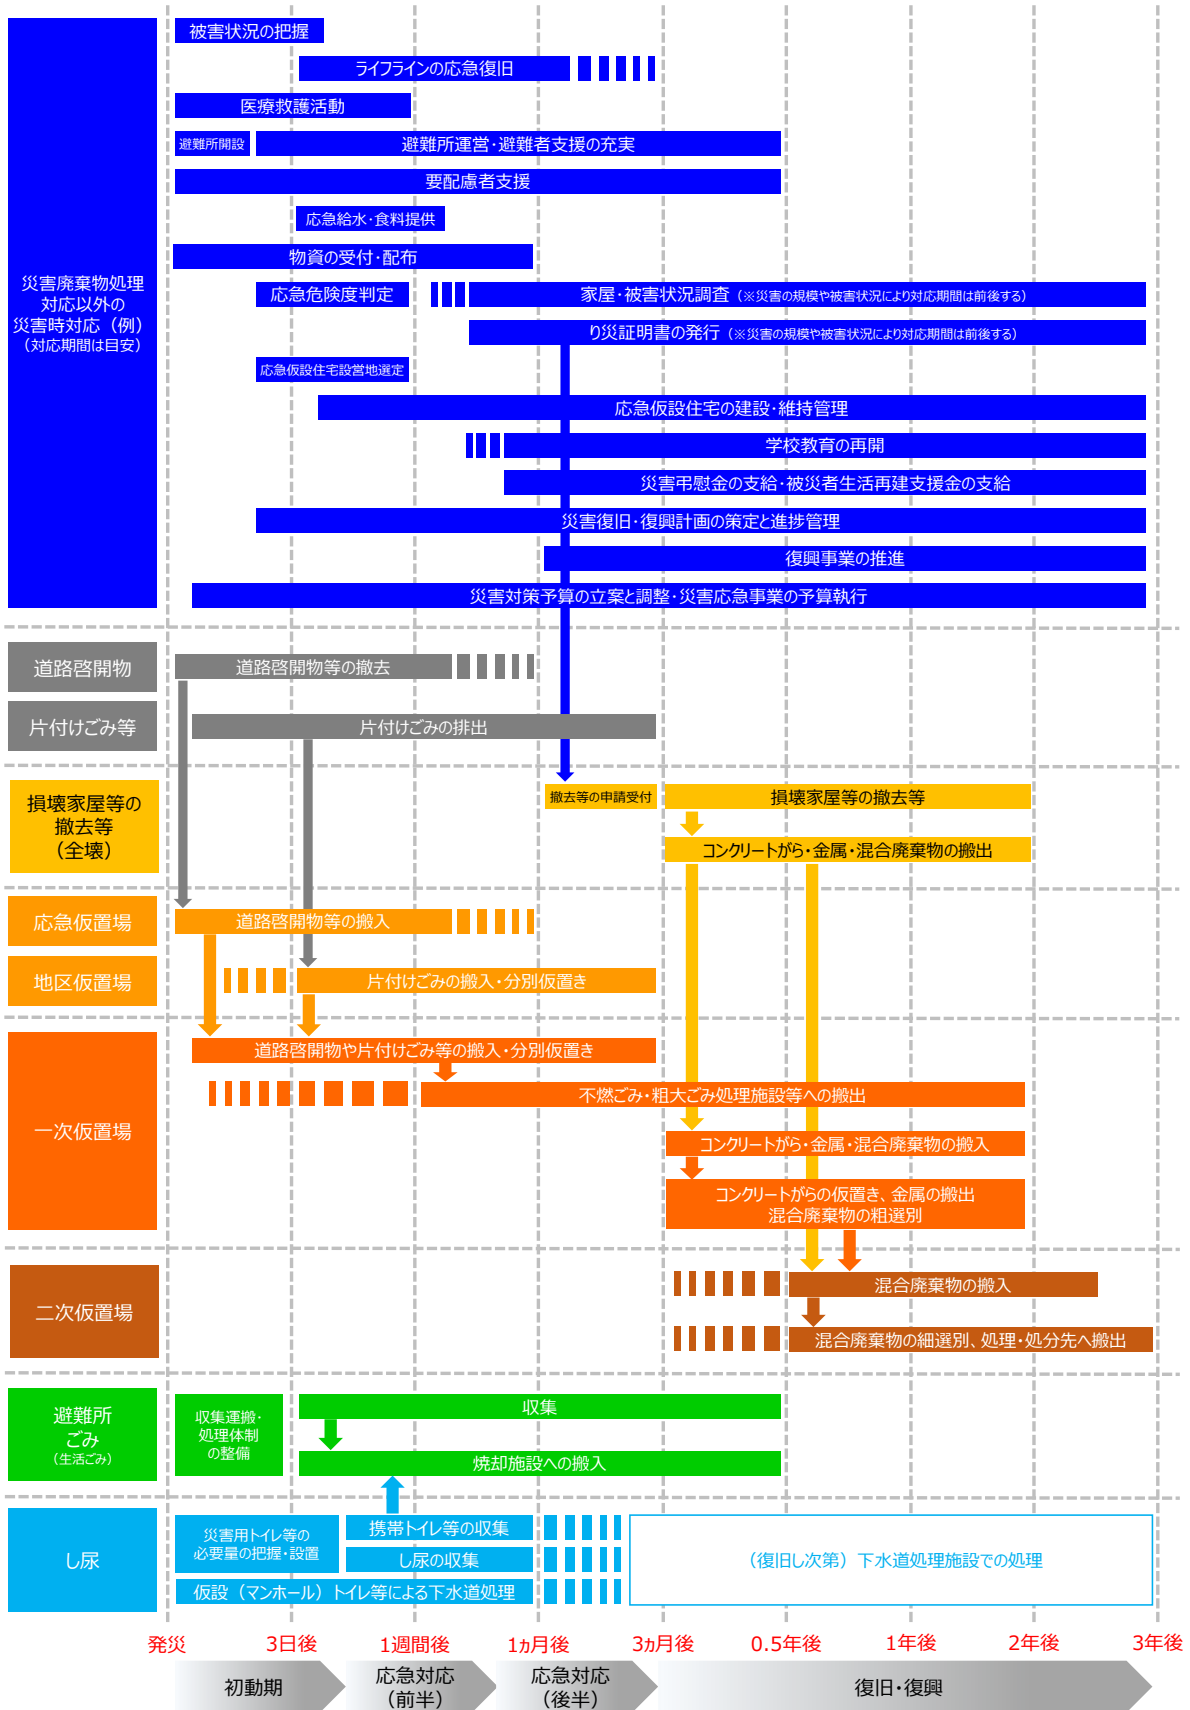 被害状況の把握
ライフラインの応急復旧
医療救護活動
避難所開設
避難所運営・避難者支援の充実
要配慮者支援
応急給水・食料提供
物資の受付・配布
災害廃棄物処理
対応以外の
災害時対応（例）
（対応期間は目安）
応急危険度判定
家屋・被害状況調査（※災害の規模や被害状況により対応期間は前後する）
り災証明書の発行（※災害の規模や被害状況により対応期間は前後する）
応急仮設住宅設営地選定
応急仮設住宅の建設・維持管理
学校教育の再開
災害弔慰金の支給・被災者生活再建支援金の支給
災害復旧・復興計画の策定と進捗管理
復興事業の推進
災害対策予算の立案と調整・災害応急事業の予算執行
道路啓開物
道路啓開物等の撤去
片付けごみ等
片付けごみの排出
損壊家屋等の
撤去等
（全壊）
撤去等の申請受付
損壊家屋等の撤去等
コンクリートがら・金属・混合廃棄物の搬出
応急仮置場
道路啓開物等の搬入
地区仮置場
片付けごみの搬入・分別仮置き
一次仮置場
道路啓開物や片付けごみ等の搬入・分別仮置き
不燃ごみ・粗大ごみ処理施設等への搬出
コンクリートがら・金属・混合廃棄物の搬入
コンクリートがらの仮置き、金属の搬出
混合廃棄物の粗選別
二次仮置場
混合廃棄物の搬入
混合廃棄物の細選別、処理・処分先へ搬出
避難所
ごみ
（生活ごみ）
収集運搬・
処理体制
の整備
収集
焼却施設への搬入
し尿
災害用トイレ等の
必要量の把握・設置
携帯トイレ等の収集
し尿の収集
仮設（マンホール）トイレ等による下水道処理
（復旧し次第）下水道処理施設での処理
発災
3日後
1週間後
1ヵ月後
3ヵ月後
0.5年後
1年後
2年後
3年後
初動期
応急対応
（前半）
応急対応
（後半）
復旧・復興